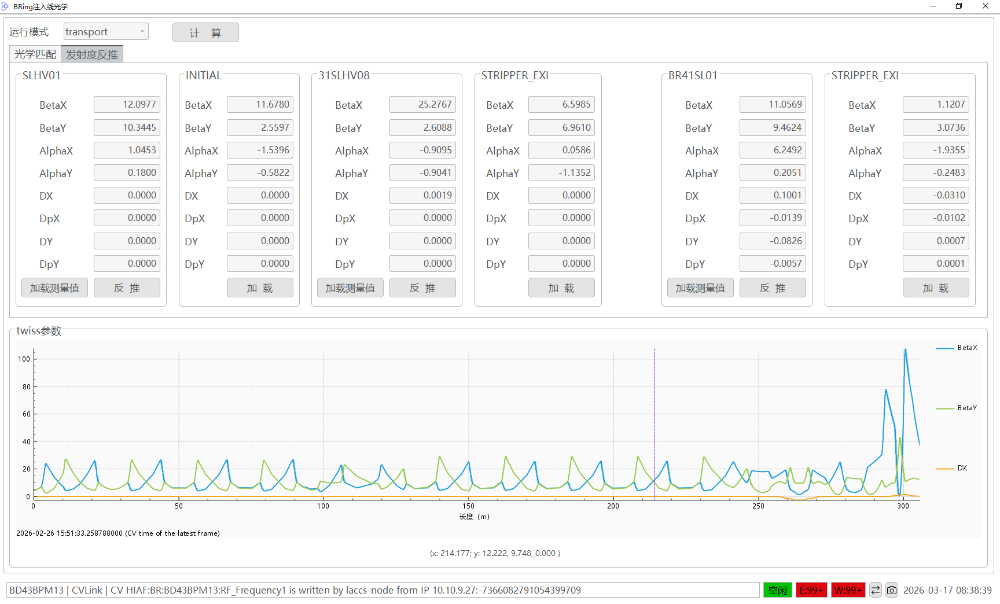 BRing注入线光学
运行模式 transport 计 算
光学匹配 发射度反推
SLHV01
BetaX 12.0977
BetaY 10.3445
AlphaX 1.0453
AlphaY 0.1800
DX 0.0000
DpX 0.0000
DY 0.0000
DpY 0.0000
加载测量值 反 推
INITIAL
BetaX 11.6780
BetaY 2.5597
AlphaX -1.5396
AlphaY -0.5822
DX 0.0000
DpX 0.0000
DY 0.0000
DpY 0.0000
加 载
31SLHV08
BetaX 25.2767
BetaY 2.6088
AlphaX -0.9095
AlphaY -0.9041
DX 0.0019
DpX 0.0000
DY 0.0000
DpY 0.0000
加载测量值 反 推
STRIPPER_EXI
BetaX 6.5985
BetaY 6.9610
AlphaX 0.0586
AlphaY -1.1352
DX 0.0000
DpX 0.0000
DY 0.0000
DpY 0.0000
加 载
BR41SL01
BetaX 11.0569
BetaY 9.4624
AlphaX 6.2492
AlphaY 0.2051
DX 0.1001
DpX -0.0139
DY -0.0826
DpY -0.0057
加载测量值 反 推
STRIPPER_EXI
BetaX 1.1207
BetaY 3.0736
AlphaX -1.9355
AlphaY -0.2483
DX -0.0310
DpX -0.0102
DY 0.0007
DpY 0.0001
加 载
twiss参数
100
80
60
40
20
0
0 50 100 150 200 250 300
长度 (m)
BetaX
BetaY
DX
2026-02-26 15:51:33.258788000 (CV time of the latest frame)
(x: 214.177; y: 12.222, 9.748, 0.000 )
BD43BPM13 | CVLink | CV HIAF:BR:BD43BPM13:RF_Frequency1 is written by laccs-node from IP 10.10.9.27:-7366082791054399709
空闲 E:99+ W:99+ 2026-03-17 08:38:39